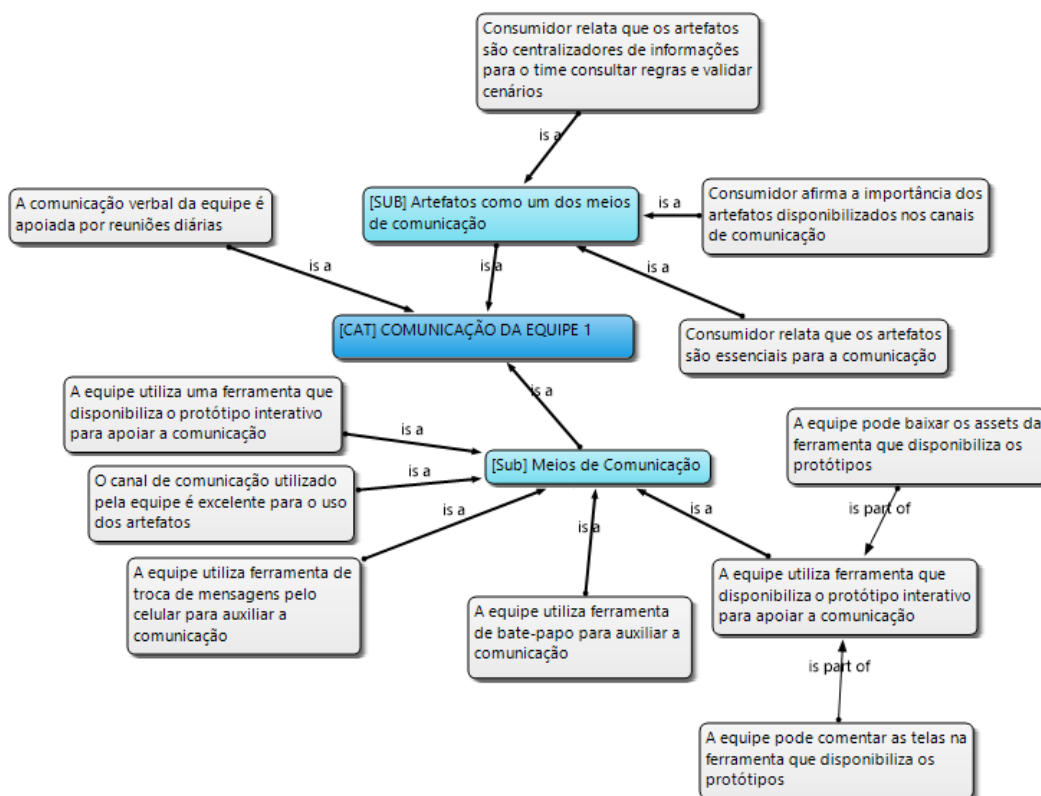 Consumidor relata que os artefatos
são centralizadores de informações
para o time consultar regras e validar
cenários
is a
A comunicação verbal da equipe é
apoiada por reuniões diárias
is a
[SUB] Artefatos como um dos meios
de comunicação
is a
Consumidor afirma a importância dos
artefatos disponibilizados nos canais
de comunicação
is a
is a
Consumidor relata que os artefatos
são essenciais para a comunicação
[CAT] COMUNICAÇÃO DA EQUIPE 1
is a
A equipe utiliza uma ferramenta que
disponibiliza o protótipo interativo
para apoiar a comunicação
is a
[Sub] Meios de Comunicação
O canal de comunicação utilizado
pela equipe é excelente para o uso
dos artefatos
is a
A equipe utiliza ferramenta de
troca de mensagens pelo
celular para auxiliar a
comunicação
is a
is a
A equipe utiliza ferramenta
de bate-papo para auxiliar a
comunicação
is a
A equipe pode baixar os assets da
ferramenta que disponibiliza os
protótipos
is part of
A equipe utiliza ferramenta que
disponibiliza o protótipo interativo
para apoiar a comunicação
is part of
A equipe pode comentar as telas na
ferramenta que disponibiliza os
protótipos